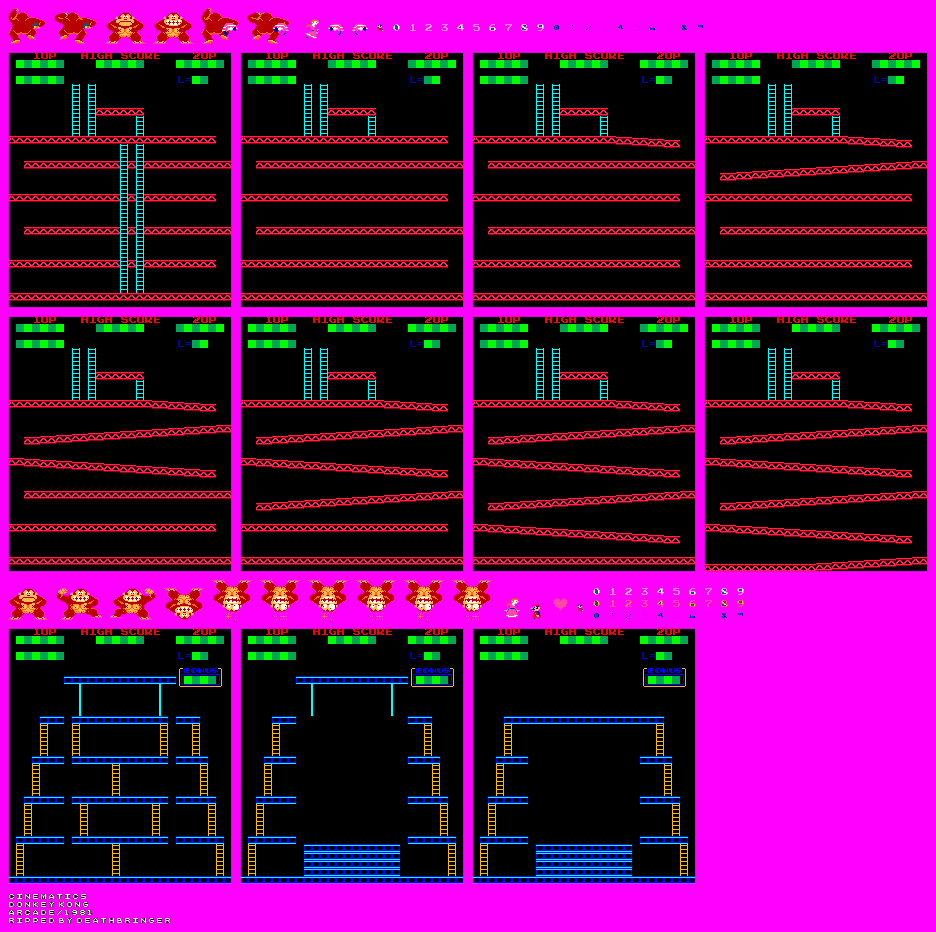 0 1 2 3 4 5 6 7 8 9
1UP HIGH SCORE 2UP
L=
1UP HIGH SCORE 2UP
L=
1UP HIGH SCORE 2UP
L=
1UP HIGH SCORE 2UP
L=
1UP HIGH SCORE 2UP
L=
1UP HIGH SCORE 2UP
L=
1UP HIGH SCORE 2UP
L=
1UP HIGH SCORE 2UP
L=
0 1 2 3 4 5 6 7 8 9
0 1 2 3 4 5 6 7 8 9
1UP HIGH SCORE 2UP
L=
BONUS
1UP HIGH SCORE 2UP
L=
BONUS
1UP HIGH SCORE 2UP
L=
BONUS
CINEMATICS
DONKEY KONG
ARCADE/1981
RIPPED BY DEATHBRINGER